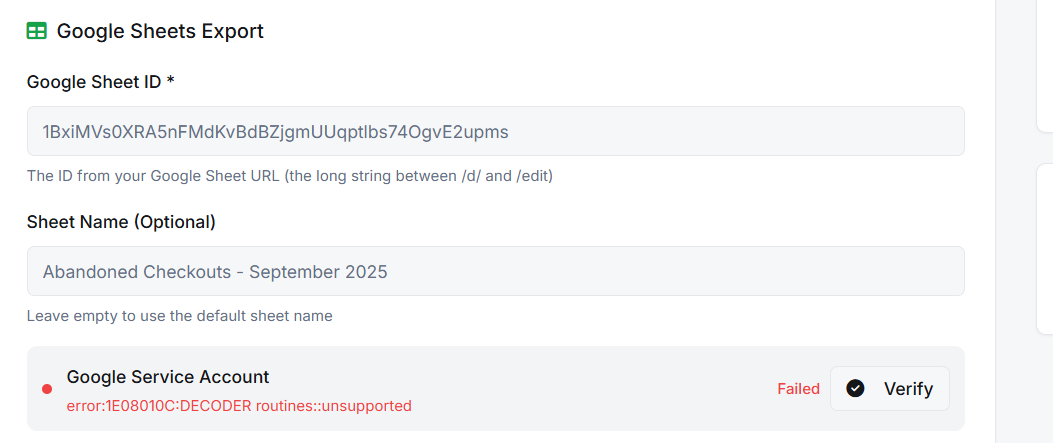 Google Sheets Export
Google Sheet ID *
1BxiMVs0XRA5nFMdKvBdBZjgmUUqptlbs74OgvE2upms
The ID from your Google Sheet URL (the long string between /d/ and /edit)
Sheet Name (Optional)
Abandoned Checkouts - September 2025
Leave empty to use the default sheet name
Google Service Account
error:1E08010C:DECODER routines::unsupported
Failed
Verify